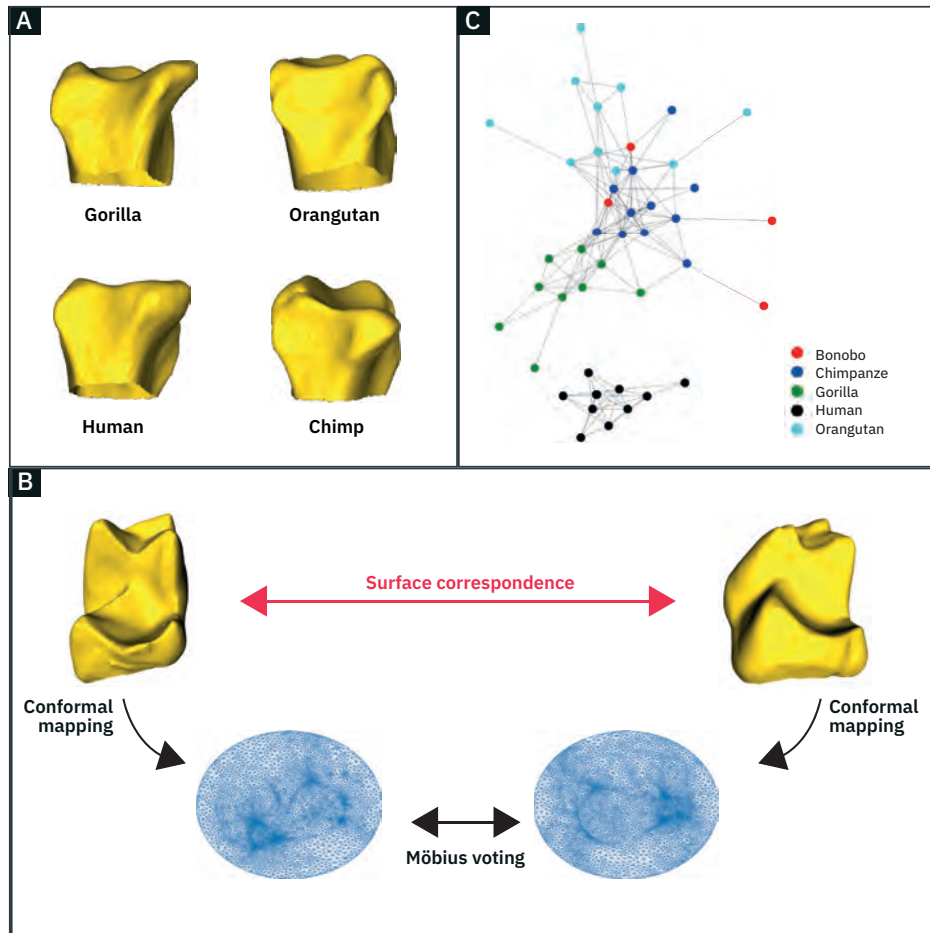 A
Gorilla
Orangutan
Human
Chimp
C
Bonobo
Chimpanze
Gorilla
Human
Orangutan
B
Surface correspondence
Conformal
mapping
Conformal
mapping
Möbius voting